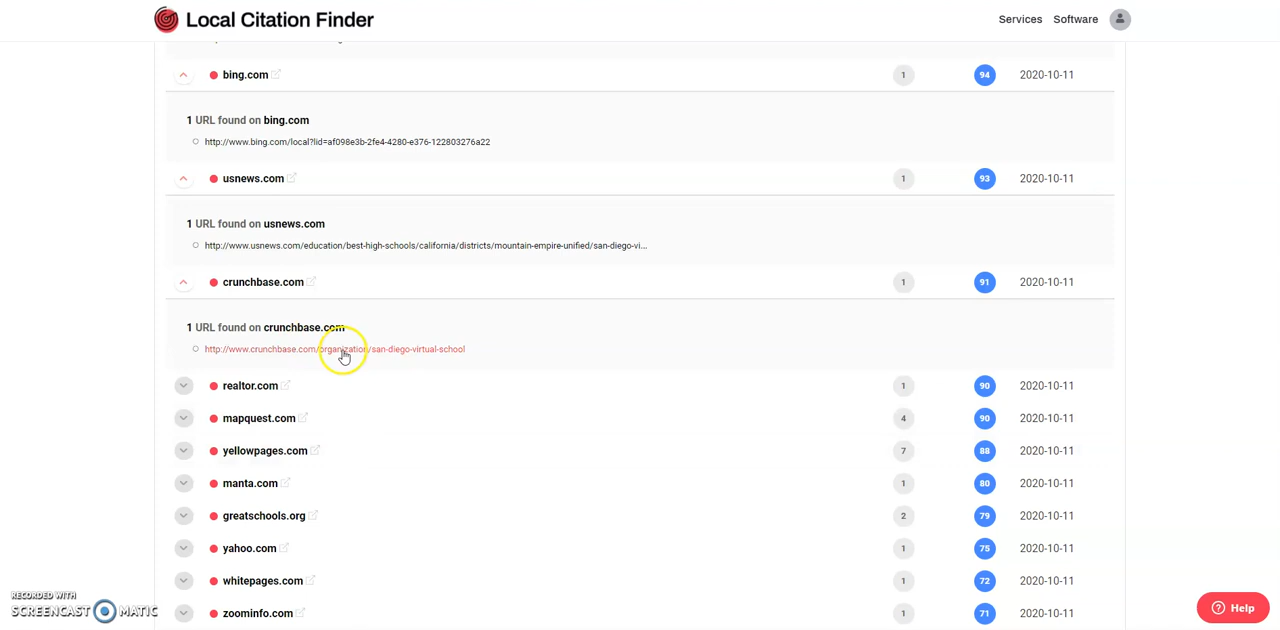 Local Citation Finder
Services Software
bing.com 1 94 2020-10-11
1 URL found on bing.com
http://www.bing.com/local?lid=af098e3b-2fe4-4280-e376-122803276a22
usnews.com 1 93 2020-10-11
1 URL found on usnews.com
http://www.usnews.com/education/best-high-schools/california/districts/mountain-empire-unified/san-diego-vi...
crunchbase.com 1 91 2020-10-11
1 URL found on crunchbase.com
http://www.crunchbase.com/organization/san-diego-virtual-school
realtor.com 1 90 2020-10-11
mapquest.com 4 90 2020-10-11
yellowpages.com 7 88 2020-10-11
manta.com 1 80 2020-10-11
greatschools.org 2 79 2020-10-11
yahoo.com 1 75 2020-10-11
whitepages.com 1 72 2020-10-11
zoominfo.com 1 71 2020-10-11
RECORDED WITH
SCREENCAST MATIC
Help